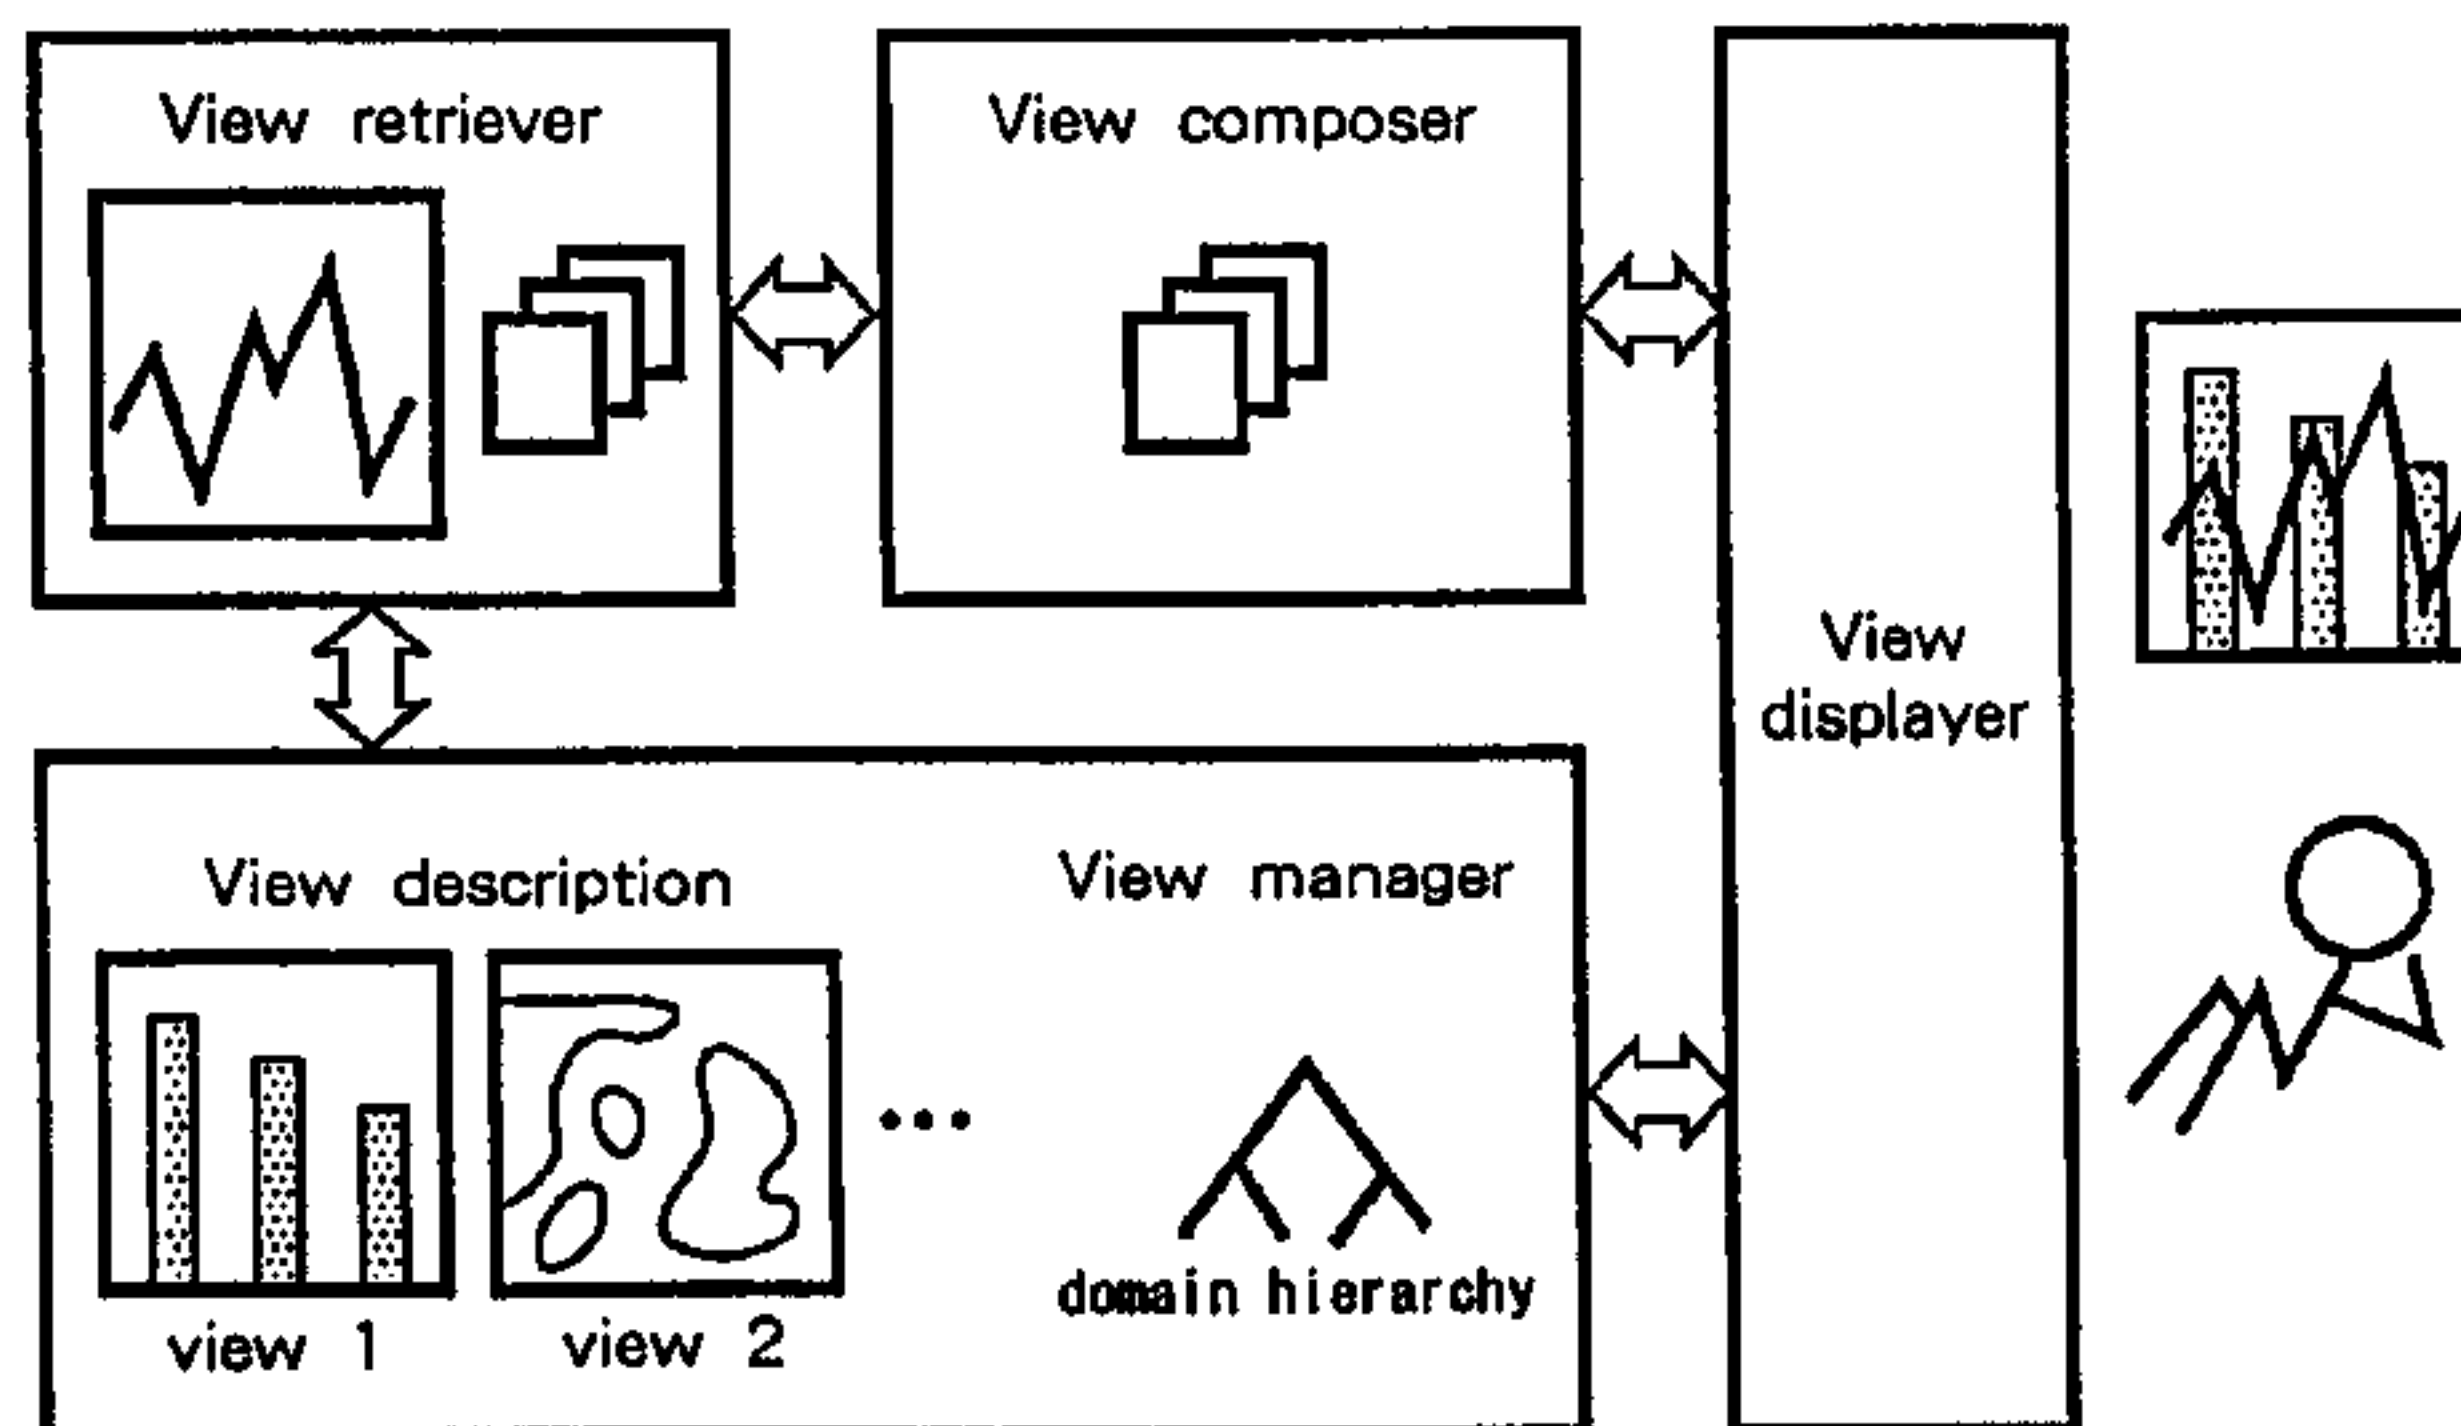 View retriever
View composer
View
displayer
View description
View manager
...
domain hierarchy
view 1
view 2